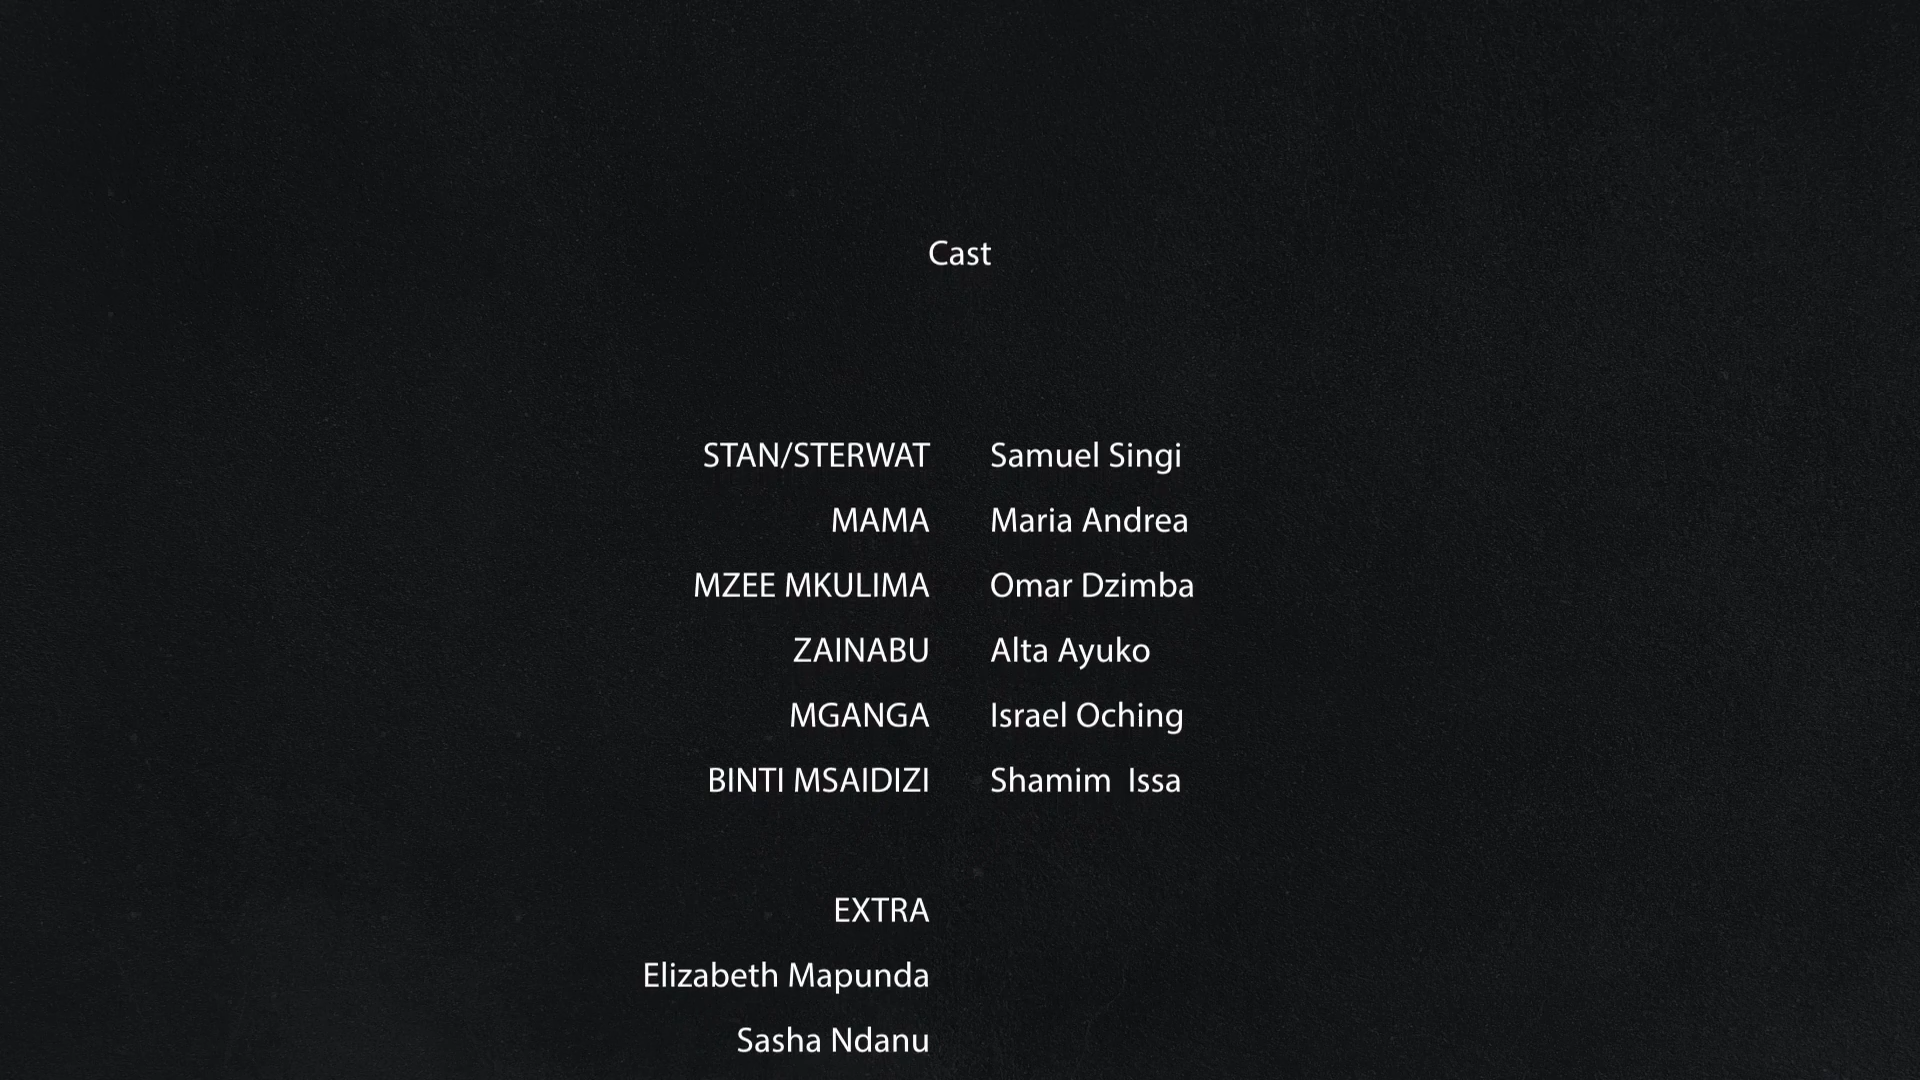 Cast
STAN/STERWAT Samuel Singi
MAMA Maria Andrea
MZEE MKULIMA Omar Dzimba
ZAINABU Alta Ayuko
MGANGA Israel Oching
BINTI MSAIDIZI Shamim  Issa
EXTRA
Elizabeth Mapunda
Sasha Ndanu